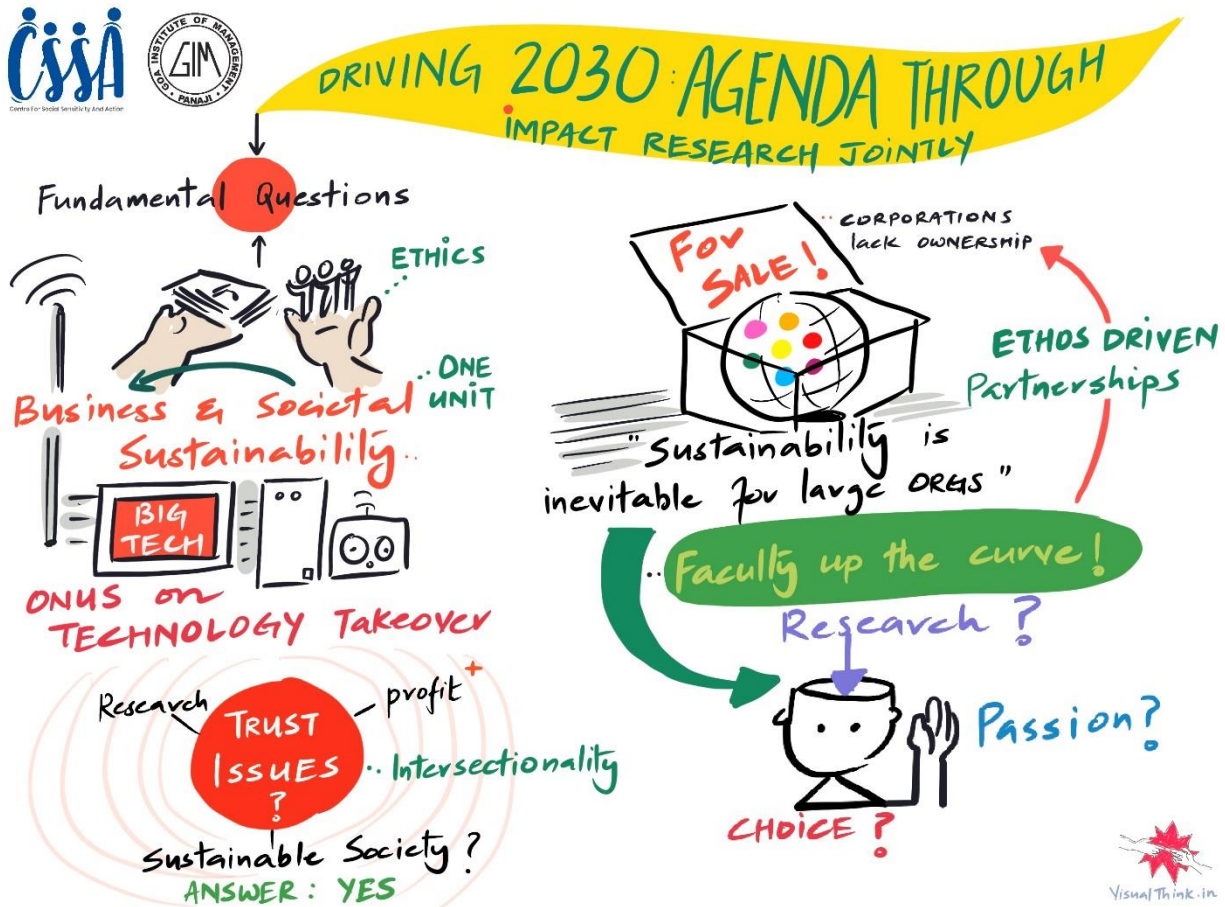 CSSA
Centre For Social Sensitivity And Action
GOA INSTITUTE OF MANAGEMENT
GIM
PANAJI
DRIVING 2030: AGENDA THROUGH
IMPACT RESEARCH JOINTLY
Fundamental Questions
ETHICS
ONE
UNIT
Business & Societal
Sustainability..
BIG
TECH
ONUS on
TECHNOLOGY Takeover
Research
profit +
TRUST
ISSUES
?
Intersectionality
Sustainable Society?
ANSWER: YES
FOR
SALE!
CORPORATIONS
lack OWNERSHIP
ETHOS DRIVEN
Partnerships
"Sustainability is
inevitable for large ORGS"
Faculty up the curve!
Research?
Passion?
CHOICE?
VisualThink.in